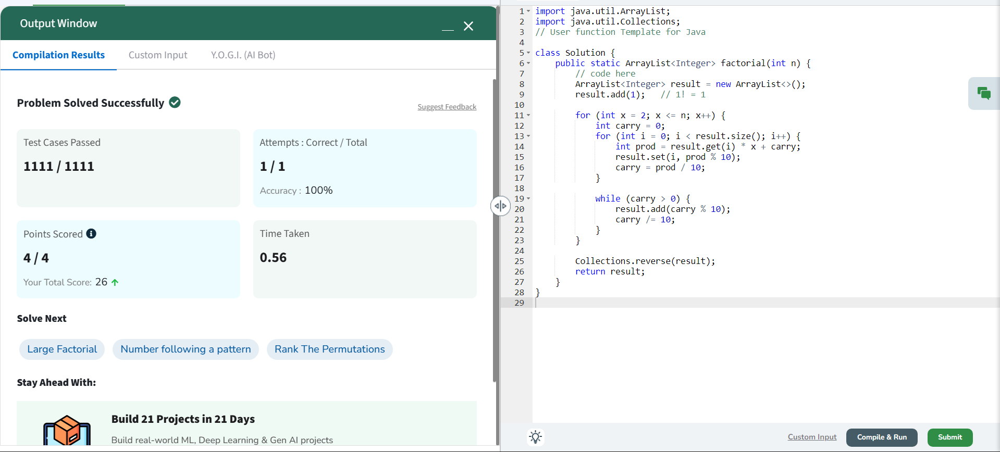 Output Window
Compilation Results
Custom Input
Y.O.G.I. (AI Bot)
Problem Solved Successfully
Suggest Feedback
Test Cases Passed
1111 / 1111
Attempts : Correct / Total
1 / 1
Accuracy : 100%
Points Scored
4 / 4
Your Total Score: 26
Time Taken
0.56
Solve Next
Large Factorial
Number following a pattern
Rank The Permutations
Stay Ahead With:
Build 21 Projects in 21 Days
Build real-world ML, Deep Learning & Gen AI projects
1 import java.util.ArrayList;
2 import java.util.Collections;
3 // User function Template for Java
4
5 class Solution {
6     public static ArrayList<Integer> factorial(int n) {
7         // code here
8         ArrayList<Integer> result = new ArrayList<>();
9         result.add(1);   // 1! = 1
10
11         for (int x = 2; x <= n; x++) {
12             int carry = 0;
13             for (int i = 0; i < result.size(); i++) {
14                 int prod = result.get(i) * x + carry;
15                 result.set(i, prod % 10);
16                 carry = prod / 10;
17             }
18
19             while (carry > 0) {
20                 result.add(carry % 10);
21                 carry /= 10;
22             }
23         }
24
25         Collections.reverse(result);
26         return result;
27     }
28 }
29
Custom Input
Compile & Run
Submit